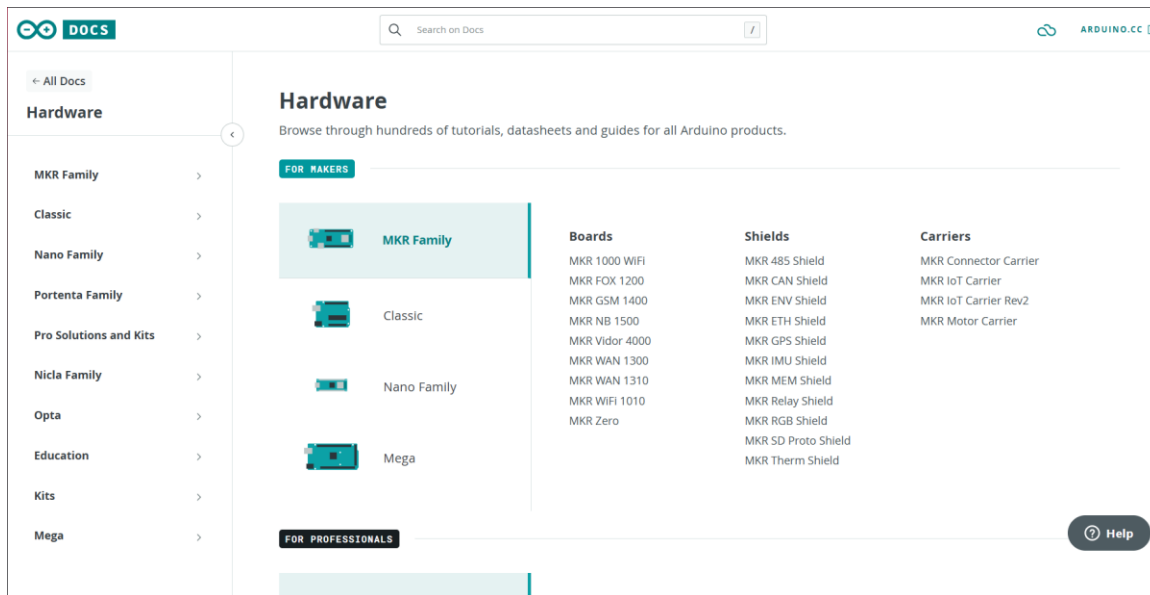 DOCS
Search on Docs
/
ARDUINO.CC
← All Docs
Hardware
MKR Family
Classic
Nano Family
Portenta Family
Pro Solutions and Kits
Nicla Family
Opta
Education
Kits
Mega
Hardware
Browse through hundreds of tutorials, datasheets and guides for all Arduino products.
FOR MAKERS
MKR Family
Classic
Nano Family
Mega
Boards
MKR 1000 WiFi
MKR FOX 1200
MKR GSM 1400
MKR NB 1500
MKR Vidor 4000
MKR WAN 1300
MKR WAN 1310
MKR WiFi 1010
MKR Zero
Shields
MKR 485 Shield
MKR CAN Shield
MKR ENV Shield
MKR ETH Shield
MKR GPS Shield
MKR IMU Shield
MKR MEM Shield
MKR Relay Shield
MKR RGB Shield
MKR SD Proto Shield
MKR Therm Shield
Carriers
MKR Connector Carrier
MKR IoT Carrier
MKR IoT Carrier Rev2
MKR Motor Carrier
FOR PROFESSIONALS
Help